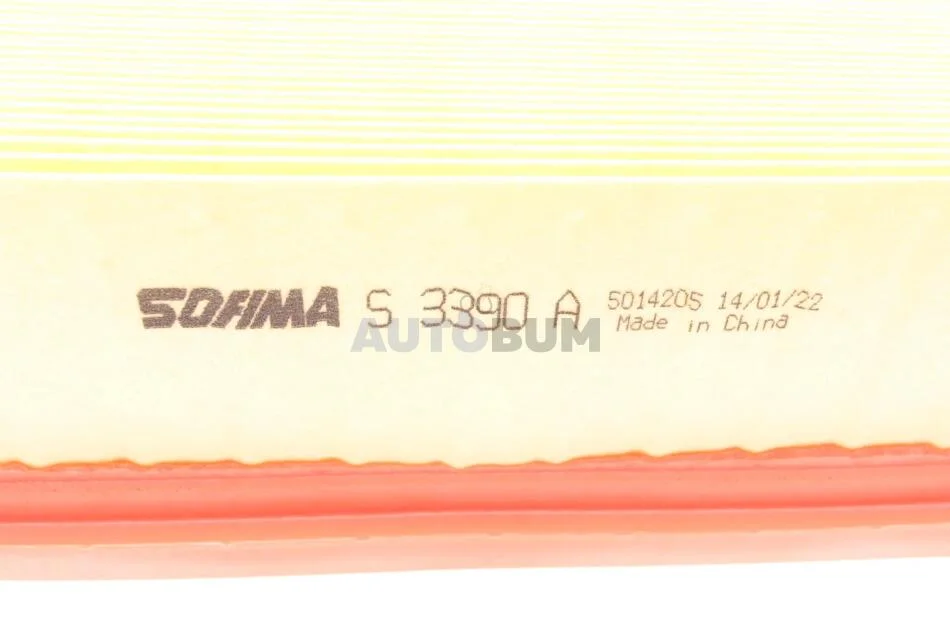 SOFIMA S 3390 A 5014205 14/01/22
Made in China
AUTOBUM